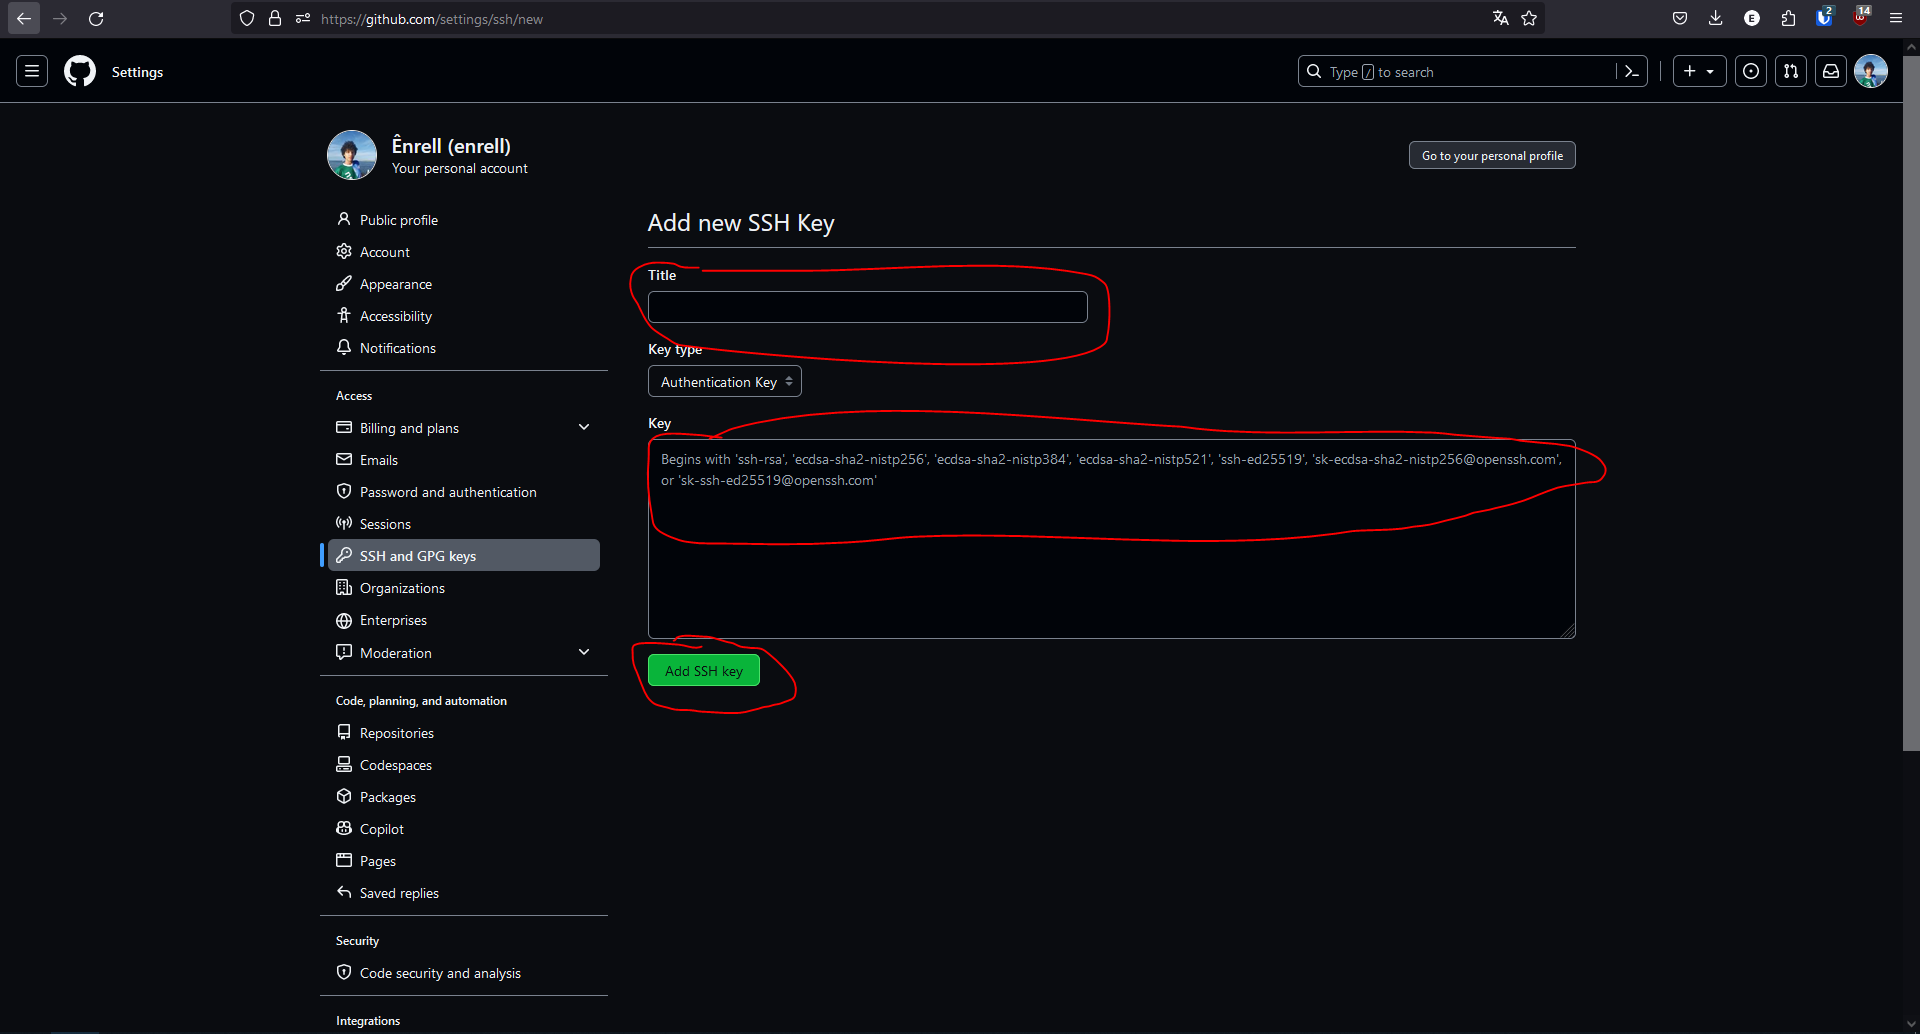 https://github.com/settings/ssh/new
2
14
Settings
Type / to search
Ênrell (enrell)
Your personal account
Go to your personal profile
Public profile
Account
Appearance
Accessibility
Notifications
Access
Billing and plans
Emails
Password and authentication
Sessions
SSH and GPG keys
Organizations
Enterprises
Moderation
Code, planning, and automation
Repositories
Codespaces
Packages
Copilot
Pages
Saved replies
Security
Code security and analysis
Integrations
Add new SSH Key
Title
Key type
Authentication Key
Key
Begins with 'ssh-rsa', 'ecdsa-sha2-nistp256', 'ecdsa-sha2-nistp384', 'ecdsa-sha2-nistp521', 'ssh-ed25519', 'sk-ecdsa-sha2-nistp256@openssh.com',
or 'sk-ssh-ed25519@openssh.com'
Add SSH key